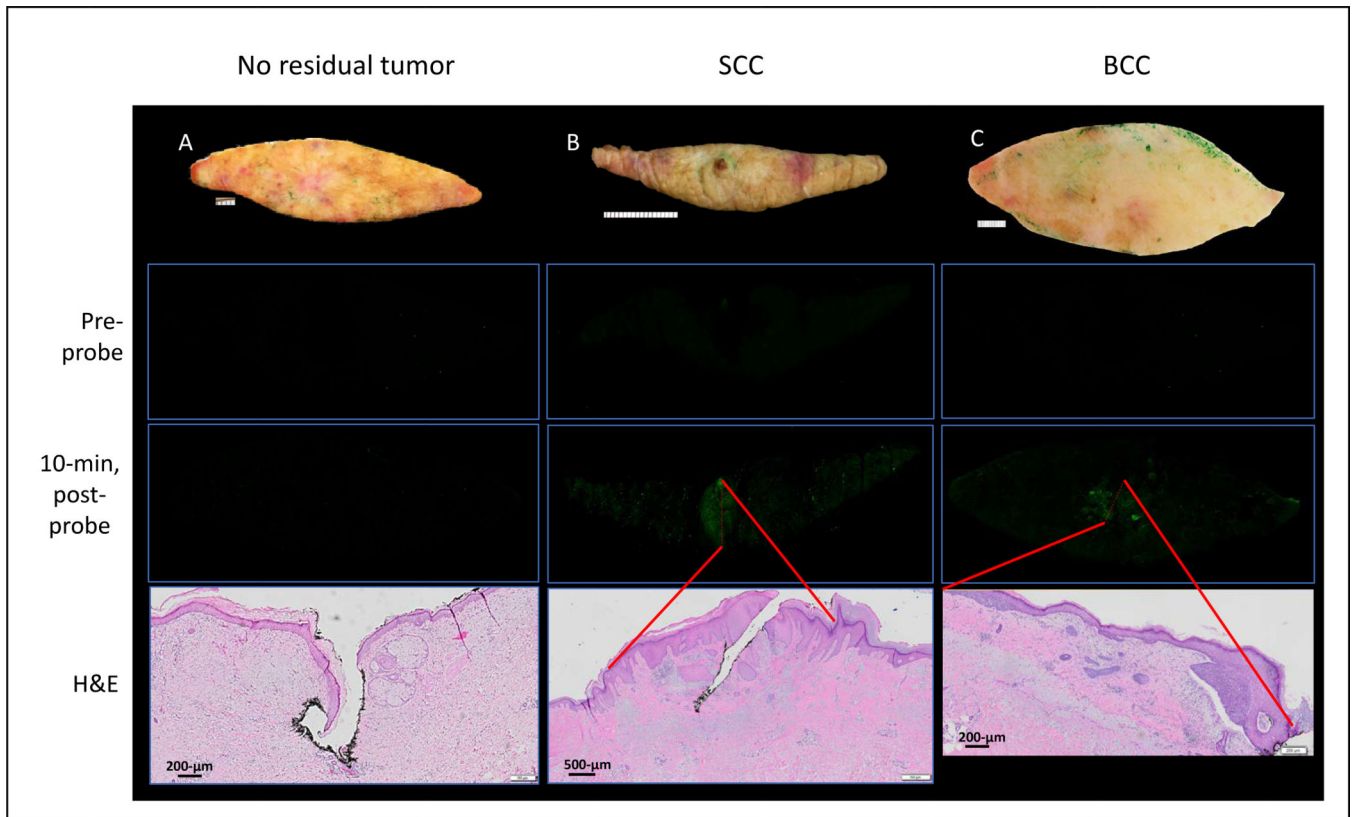 No residual tumor
SCC
BCC
A
B
C
Pre-
probe
10-min,
post-
probe
H&E
200-µm
500-µm
200-µm